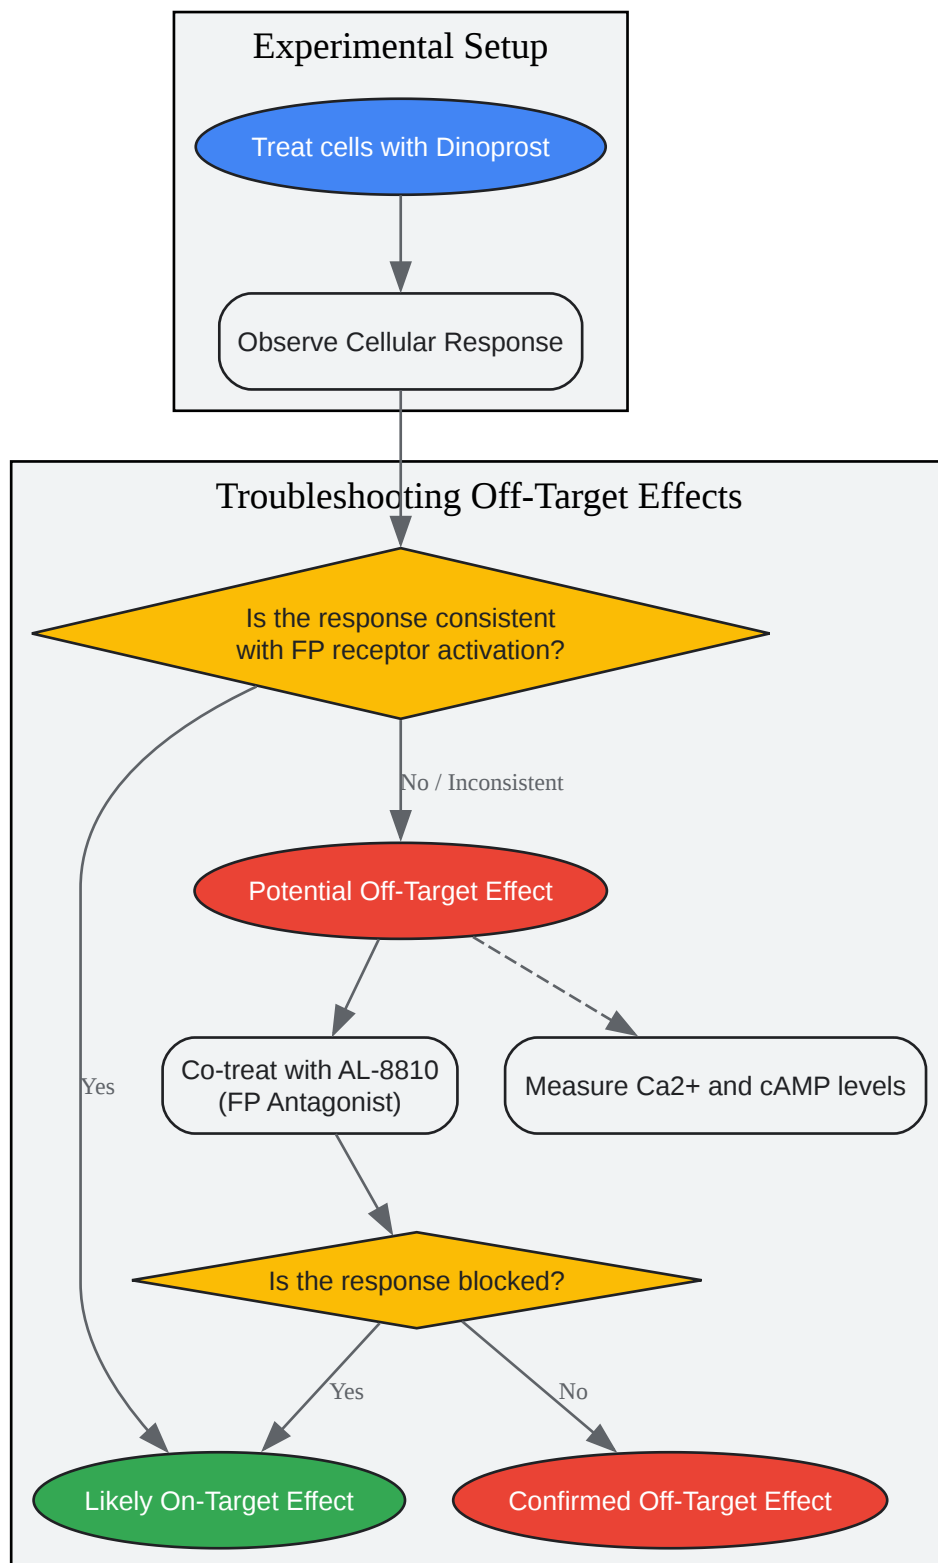 Experimental Setup
Treat cells with Dinoprost
Observe Cellular Response
Troubleshooting Off-Target Effects
Is the response consistent
with FP receptor activation?
No / Inconsistent
Potential Off-Target Effect
Yes
Co-treat with AL-8810
(FP Antagonist)
Measure Ca2+ and cAMP levels
Is the response blocked?
Yes
No
Likely On-Target Effect
Confirmed Off-Target Effect